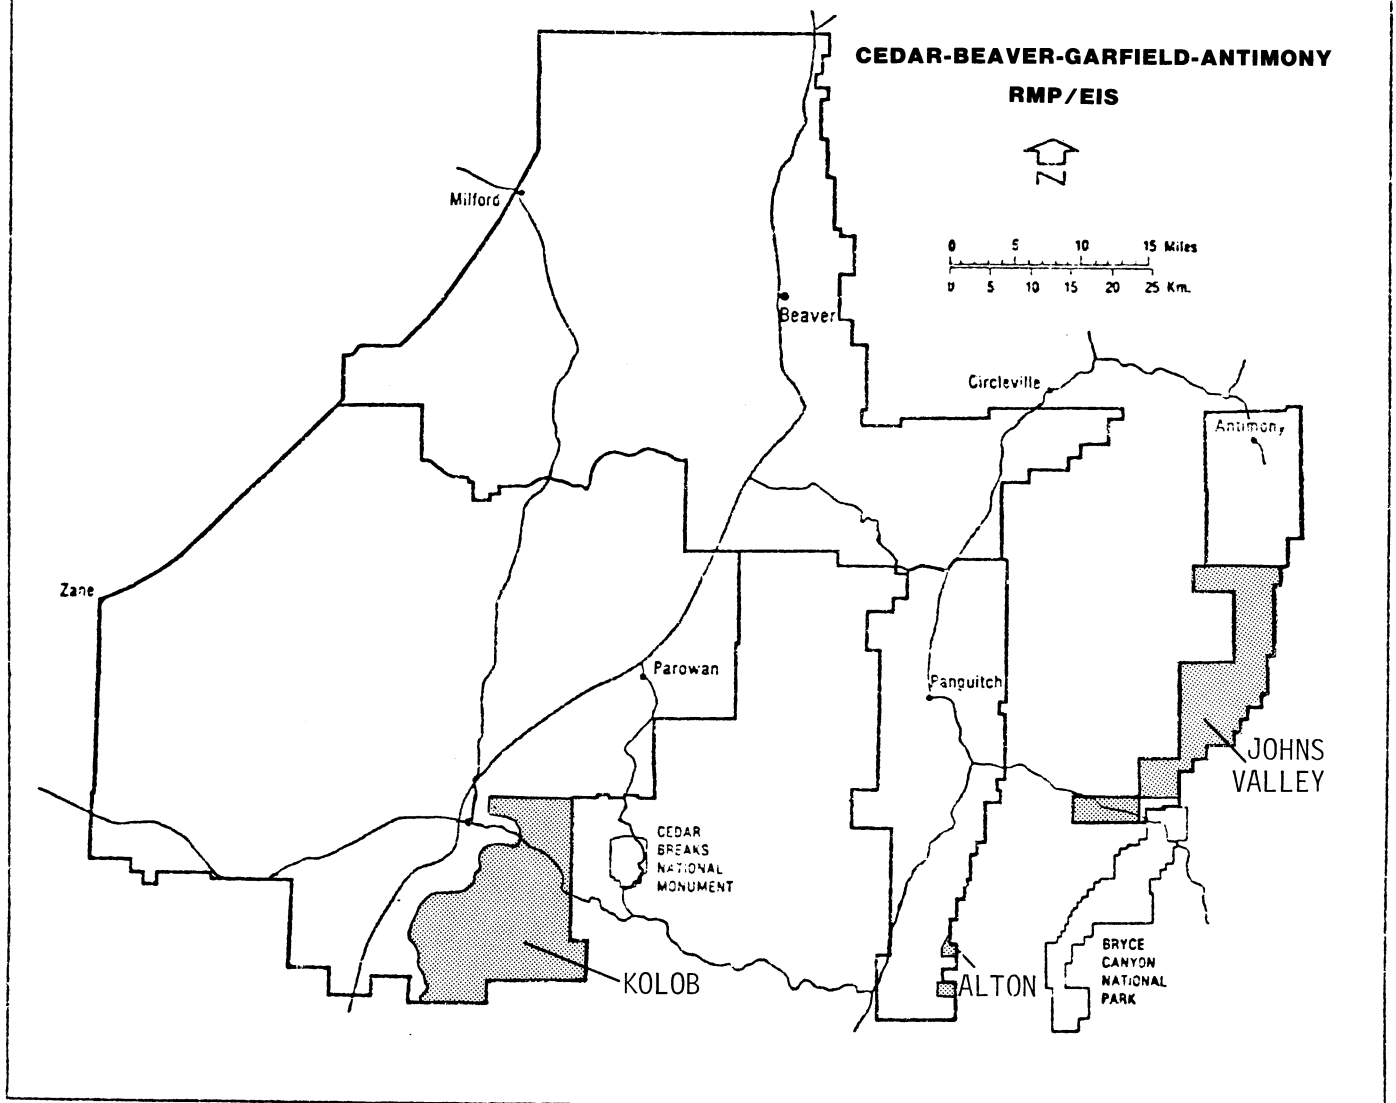 CEDAR-BEAVER-GARFIELD-ANTIMONY
RMP/EIS
N
Milford
0 5 10 15 Miles
0 5 10 15 20 25 Km.
Beaver
Circleville
Antimony
Zane
Parowan
Panguitch
JOHNS
VALLEY
CEDAR
BREAKS
NATIONAL
MONUMENT
BRYCE
CANYON
NATIONAL
PARK
KOLOB
ALTON